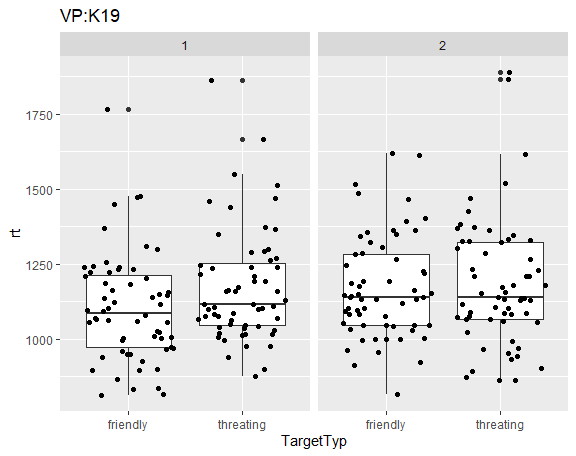 VP:K19
1 2
rt
1750
1500
1250
1000
friendly threating friendly threating
TargetTyp